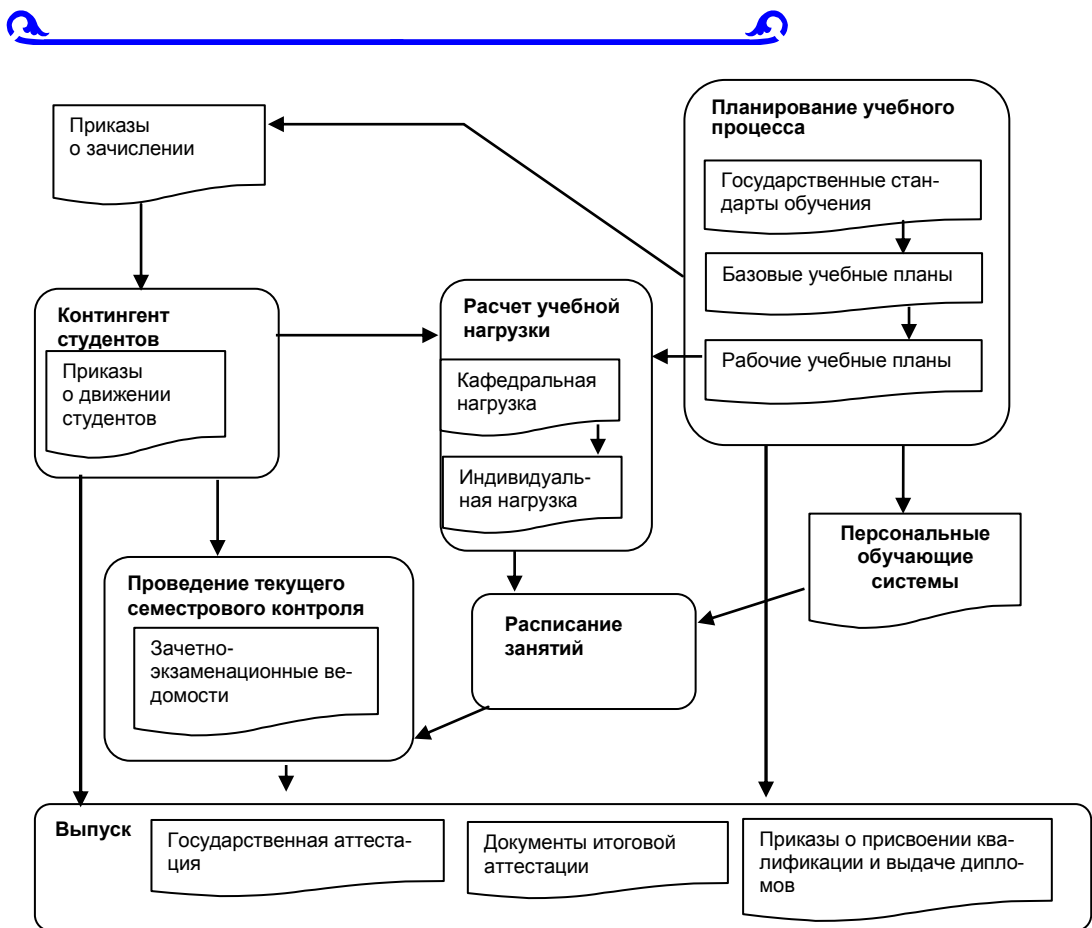 Планирование учебного
процесса
Приказы
о зачислении
Государственные стан-
дарты обучения
Базовые учебные планы
Контингент
студентов
Расчет учебной
нагрузки
Рабочие учебные планы
Приказы
о движении
студентов
Кафедральная
нагрузка
Индивидуаль-
ная нагрузка
Персональные
обучающие
системы
Проведение текущего
семестрового контроля
Расписание
занятий
Зачетно-
экзаменационные ве-
домости
Выпуск
Государственная аттеста-
ция
Документы итоговой
аттестации
Приказы о присвоении ква-
лификации и выдаче дипло-
мов